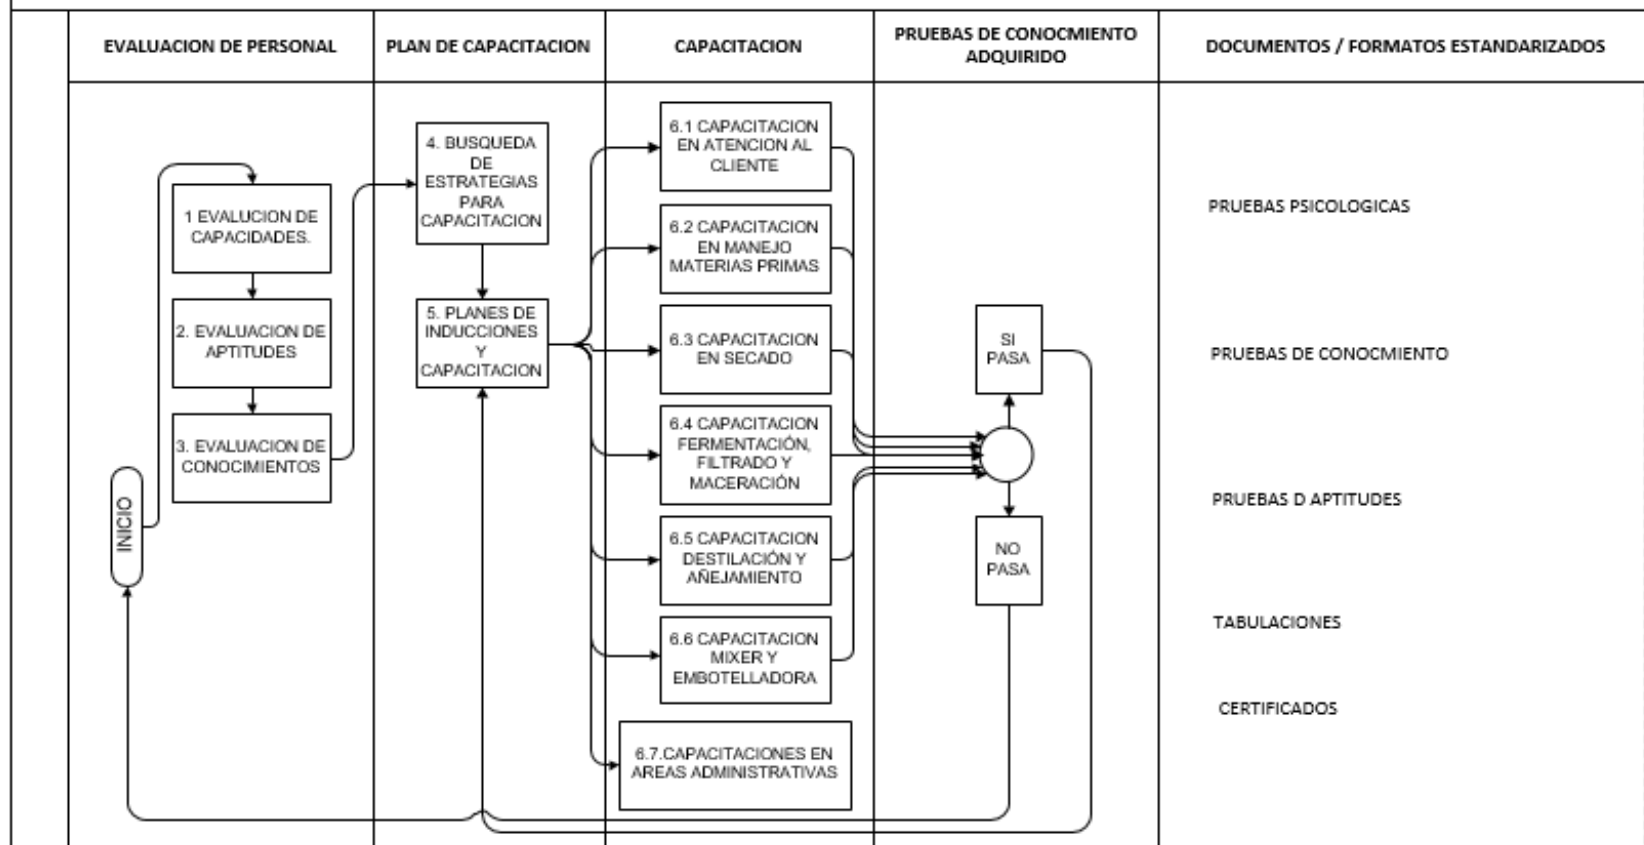 EVALUACION DE PERSONAL
PLAN DE CAPACITACION
CAPACITACION
PRUEBAS DE CONOCMIENTO
ADQUIRIDO
DOCUMENTOS / FORMATOS ESTANDARIZADOS
INICIO
1 EVALUCION DE
CAPACIDADES.
2. EVALUACION DE
APTITUDES
3. EVALUACION DE
CONOCIMIENTOS
4. BUSQUEDA
DE
ESTRATEGIAS
PARA
CAPACITACION
5. PLANES DE
INDUCCIONES
Y
CAPACITACION
6.1 CAPACITACION
EN ATENCION AL
CLIENTE
6.2 CAPACITACION
EN MANEJO
MATERIAS PRIMAS
6.3 CAPACITACION
EN SECADO
6.4 CAPACITACION
FERMENTACIÓN,
FILTRADO Y
MACERACIÓN
6.5 CAPACITACION
DESTILACIÓN Y
AÑEJAMIENTO
6.6 CAPACITACION
MIXER Y
EMBOTELLADORA
6.7.CAPACITACIONES EN
AREAS ADMINISTRATIVAS
SI
PASA
NO
PASA
PRUEBAS PSICOLOGICAS
PRUEBAS DE CONOCMIENTO
PRUEBAS D APTITUDES
TABULACIONES
CERTIFICADOS